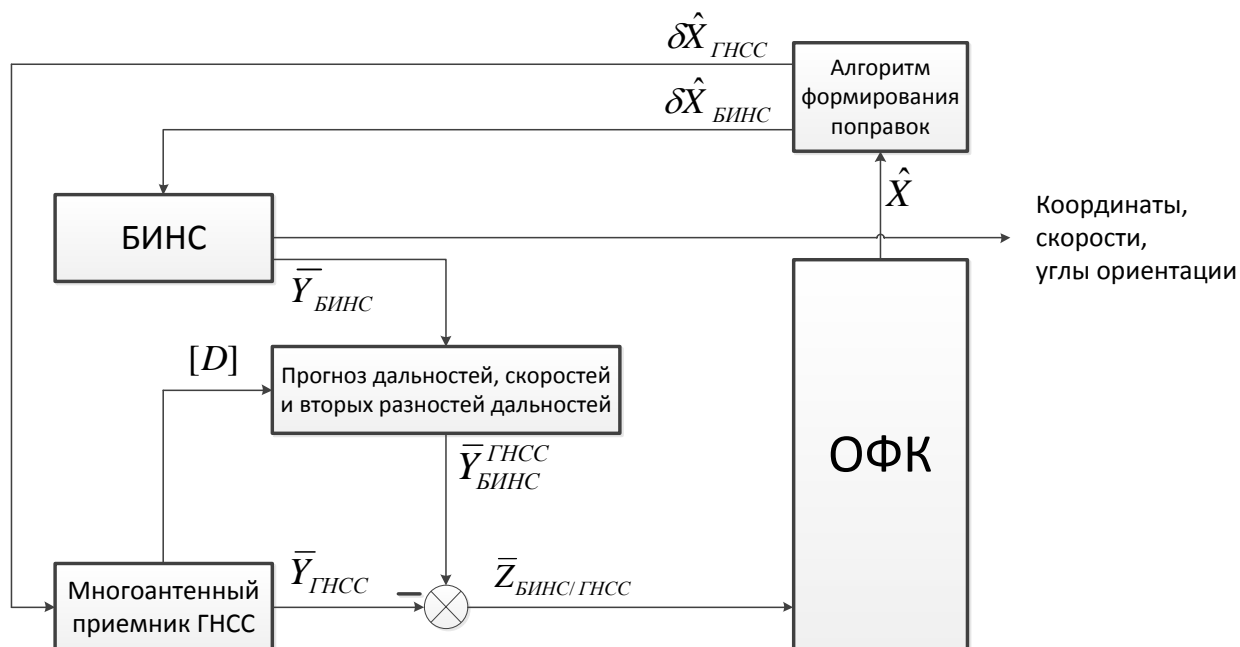 δX̂ ГНСС
Алгоритм
формирования
поправок
δX̂ БИНС
X̂
Координаты,
скорости,
углы ориентации
БИНС
Y̅ БИНС
[D]
Прогноз дальностей, скоростей
и вторых разностей дальностей
ОФК
Y̅ ГНСС БИНС
Многоантенный
приемник ГНСС
Y̅ ГНСС
−
Z̅ БИНС/ГНСС